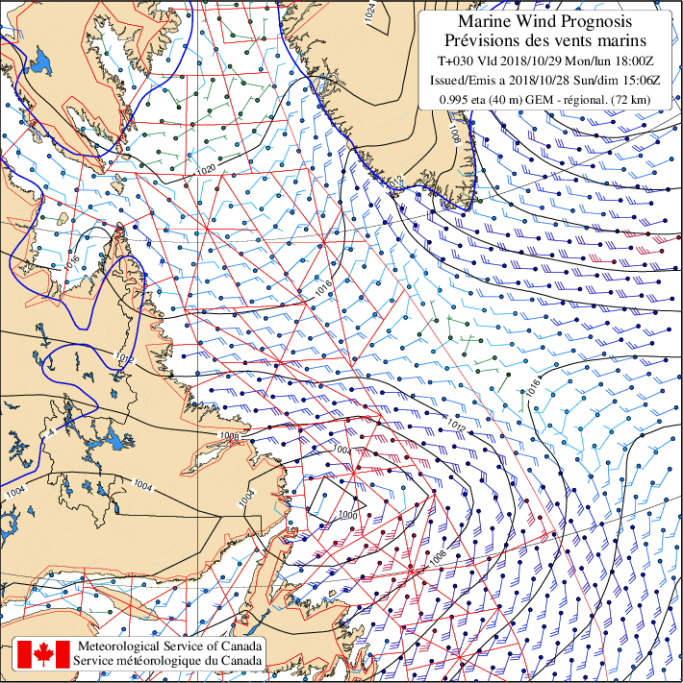 Marine Wind Prognosis
Prévisions des vents marins
T+030 Vld 2018/10/29 Mon/lun 18:00Z
Issued/Emis a 2018/10/28 Sun/dim 15:06Z
0.995 eta (40 m) GEM - régional. (72 km)
1024
1008
1020
1016
1016
1012
1016
1012
1008
1004
1004
1004
1004
1000
1008
Meteorological Service of Canada
Service météorologique du Canada